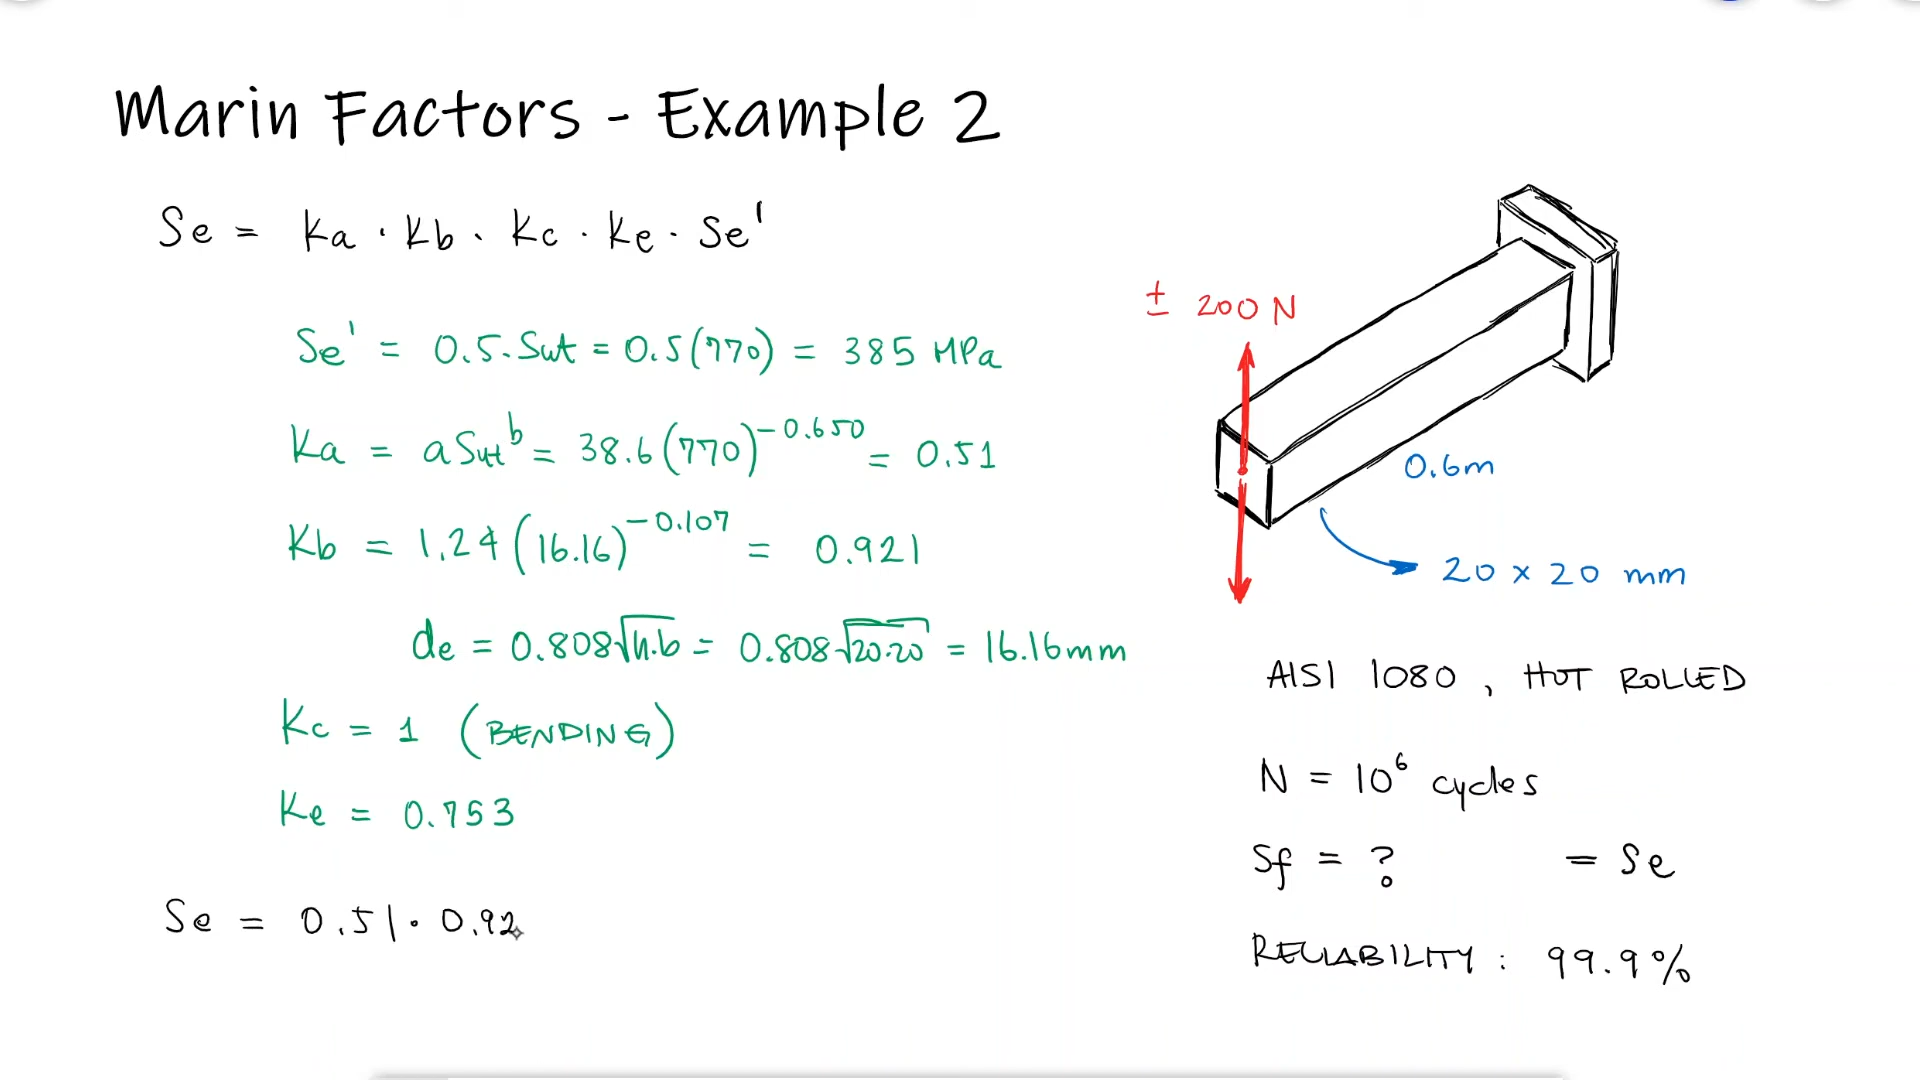 Marin Factors - Example 2
Se = Ka · Kb · Kc · Ke · Se'
Se' = 0.5 · Sut = 0.5(770) = 385 MPa
Ka = aSut^b = 38.6(770)^-0.650 = 0.51
Kb = 1.24(16.16)^-0.107 = 0.921
de = 0.808√h.b = 0.808√20.20 = 16.16mm
Kc = 1 (BENDING)
Ke = 0.753
Se = 0.51 · 0.92
± 200 N
0.6m
20 x 20 mm
AISI 1080, HOT ROLLED
N = 10^6 cycles
Sf = ? = Se
RELIABILITY: 99.9%